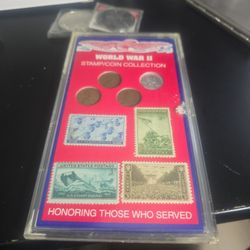 WORLD WAR II
STAMP/COIN COLLECTION
HONORING THOSE WHO SERVED